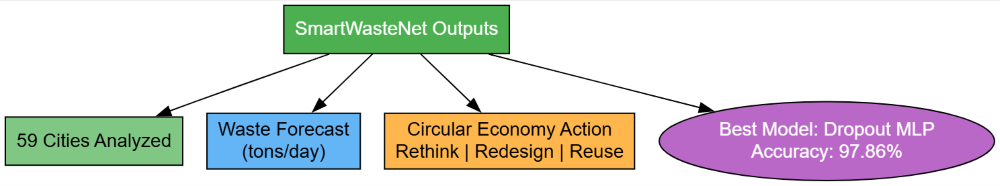 SmartWasteNet Outputs
59 Cities Analyzed
Waste Forecast
(tons/day)
Circular Economy Action
Rethink | Redesign | Reuse
Best Model: Dropout MLP
Accuracy: 97.86%